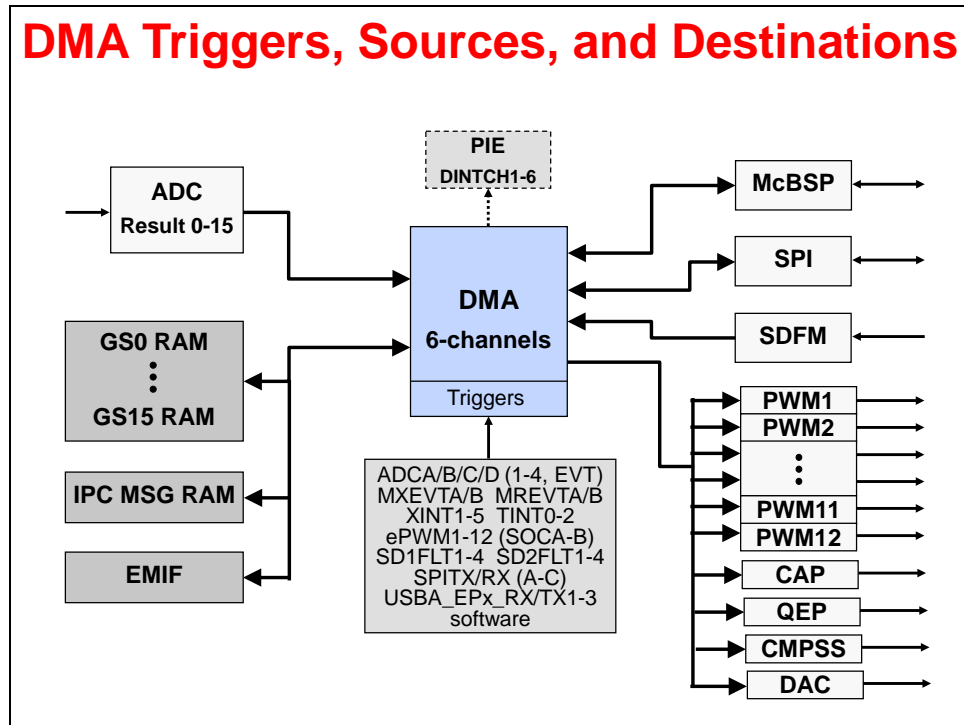 DMA Triggers, Sources, and Destinations
PIE
DINTCH1-6
ADC
Result 0-15
McBSP
SPI
SDFM
DMA
6-channels
Triggers
GS0 RAM
GS15 RAM
IPC MSG RAM
EMIF
ADCA/B/C/D (1-4, EVT)
MXEVTA/B MREVTA/B
XINT1-5 TINT0-2
ePWM1-12 (SOCA-B)
SD1FLT1-4 SD2FLT1-4
SPITX/RX (A-C)
USBA_EPx_RX/TX1-3
software
PWM1
PWM2
PWM11
PWM12
CAP
QEP
CMPSS
DAC